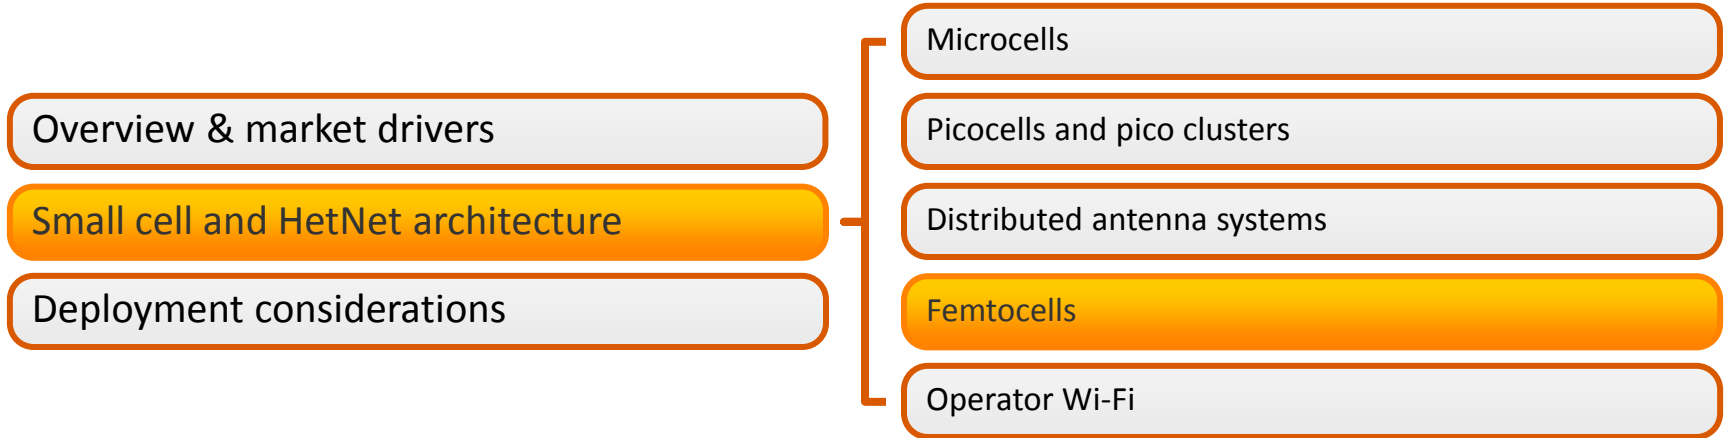 Overview & market drivers
Small cell and HetNet architecture
Deployment considerations
Microcells
Picocells and pico clusters
Distributed antenna systems
Femtocells
Operator Wi-Fi